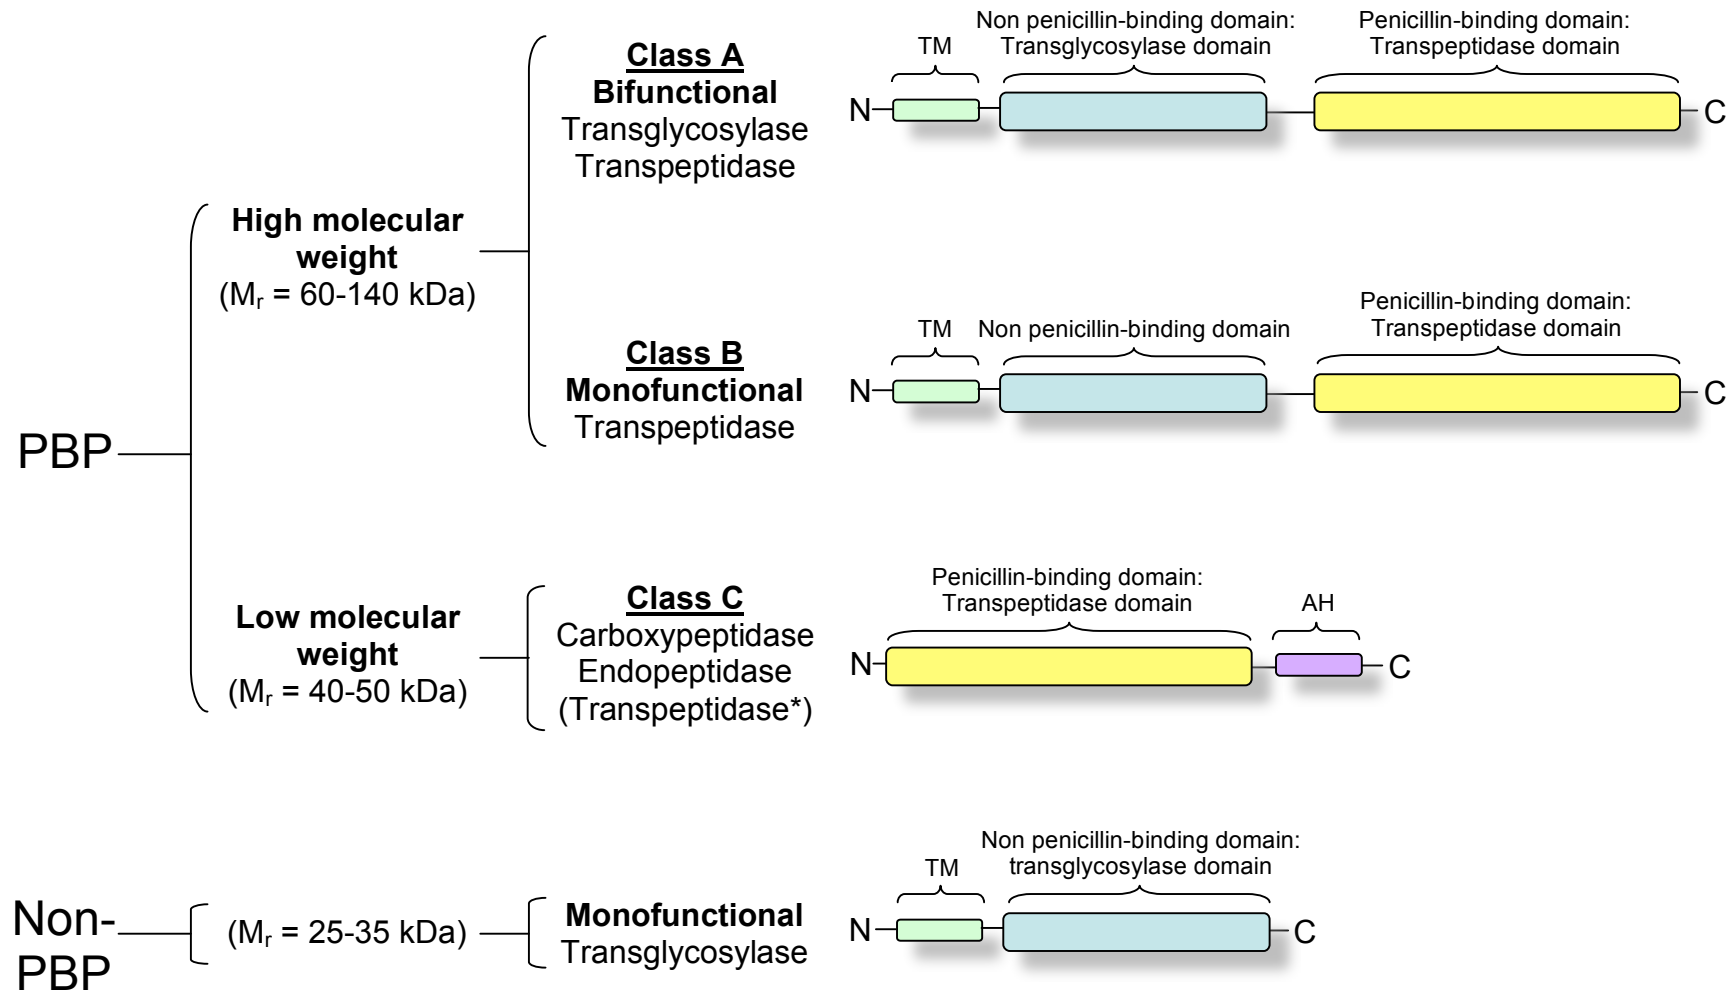 PBP
High molecular
weight
(Mr = 60-140 kDa)
Class A
Bifunctional
Transglycosylase
Transpeptidase
TM
Non penicillin-binding domain:
Transglycosylase domain
Penicillin-binding domain:
Transpeptidase domain
N
C
Class B
Monofunctional
Transpeptidase
TM
Non penicillin-binding domain
Penicillin-binding domain:
Transpeptidase domain
N
C
Low molecular
weight
(Mr = 40-50 kDa)
Class C
Carboxypeptidase
Endopeptidase
(Transpeptidase*)
Penicillin-binding domain:
Transpeptidase domain
AH
N
C
Non-
PBP
(Mr = 25-35 kDa)
Monofunctional
Transglycosylase
TM
Non penicillin-binding domain:
transglycosylase domain
N
C